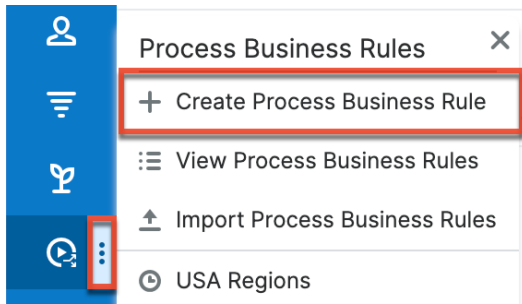 Process Business Rules
Create Process Business Rule
View Process Business Rules
Import Process Business Rules
USA Regions